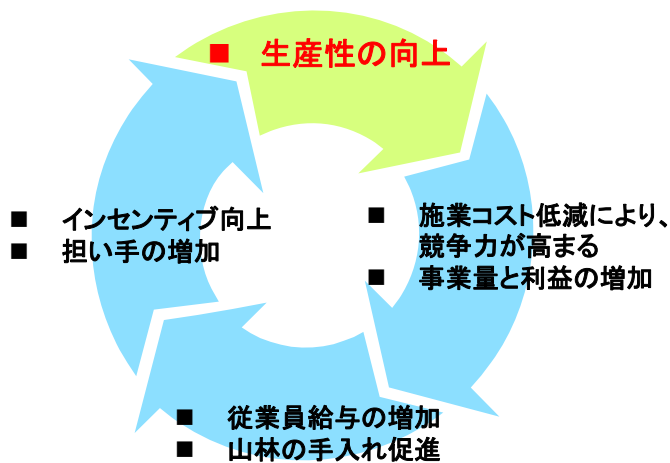 ■ 生産性の向上
■ 施業コスト低減により、
競争力が高まる
■ 事業量と利益の増加
■ 従業員給与の増加
■ 山林の手入れ促進
■ インセンティブ向上
■ 担い手の増加